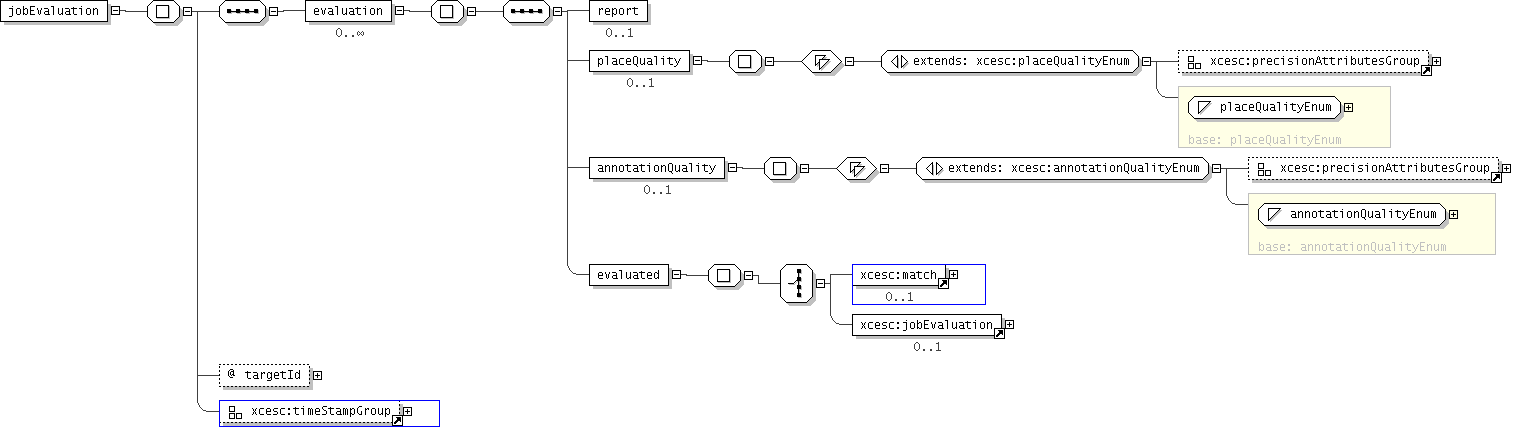 jobEvaluation
evaluation
0..∞
report
0..1
placeQuality
0..1
extends: xcesc:placeQualityEnum
xcesc:precisionAttributesGroup
placeQualityEnum
base: placeQualityEnum
annotationQuality
0..1
extends: xcesc:annotationQualityEnum
xcesc:precisionAttributesGroup
annotationQualityEnum
base: annotationQualityEnum
evaluated
xcesc:match
0..1
xcesc:jobEvaluation
0..1
@ targetId
xcesc:timeStampGroup